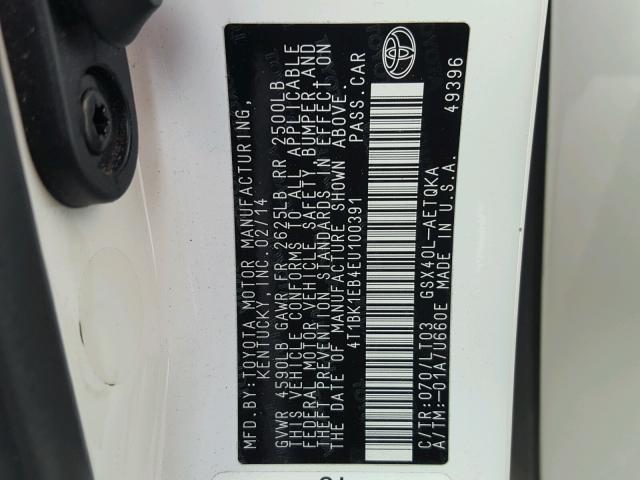 MFD BY:TOYOTA MOTOR MANUFACTURING,
KENTUCKY, INC. 02/14
GVWR 4590LB GAWR FR 2625LB RR 2500LB
THIS VEHICLE CONFORMS TO ALL APPLICABLE
FEDERAL MOTOR VEHICLE SAFETY, BUMPER AND
THEFT PREVENTION STANDARDS IN EFFECT ON
THE DATE OF MANUFACTURE SHOWN ABOVE.
4T1BK1EB4EU100391 PASS.CAR
C/TR:070/LT03 GSX40L-AETQKA
A/TM:-01A/U660E MADE IN U.S.A. 49396